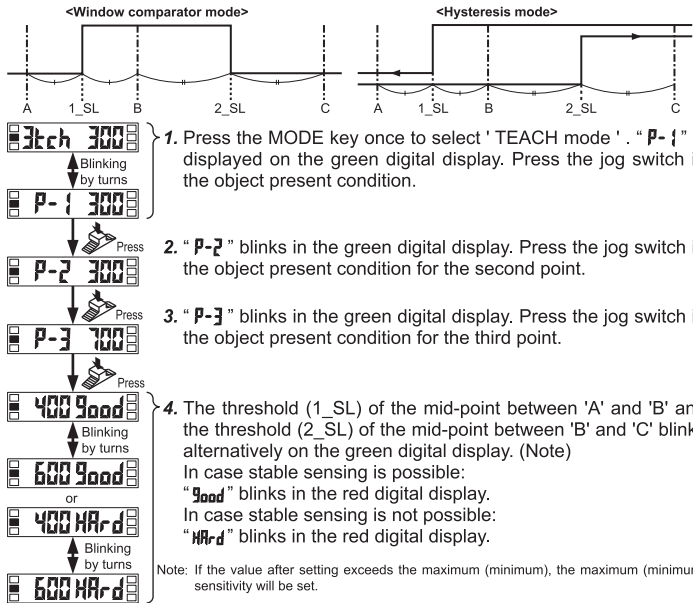 <Window comparator mode>
<Hysteresis mode>
A 1_SL B 2_SL C
A 1_SL B 2_SL C
3tch 300
Blinking
by turns
P-1 300
Press
P-2 300
Press
P-3 700
Press
400 good
Blinking
by turns
600 good
or
400 HArd
Blinking
by turns
600 HArd
1. Press the MODE key once to select ' TEACH mode ' . “ P-1 ”
displayed on the green digital display. Press the jog switch i
the object present condition.
2. “ P-2 ” blinks in the green digital display. Press the jog switch i
the object present condition for the second point.
3. “ P-3 ” blinks in the green digital display. Press the jog switch i
the object present condition for the third point.
4. The threshold (1_SL) of the mid-point between 'A' and 'B' an
the threshold (2_SL) of the mid-point between 'B' and 'C' blink
alternatively on the green digital display. (Note)
In case stable sensing is possible:
“ good ” blinks in the red digital display.
In case stable sensing is not possible:
“ HArd ” blinks in the red digital display.
Note: If the value after setting exceeds the maximum (minimum), the maximum (minimum
sensitivity will be set.